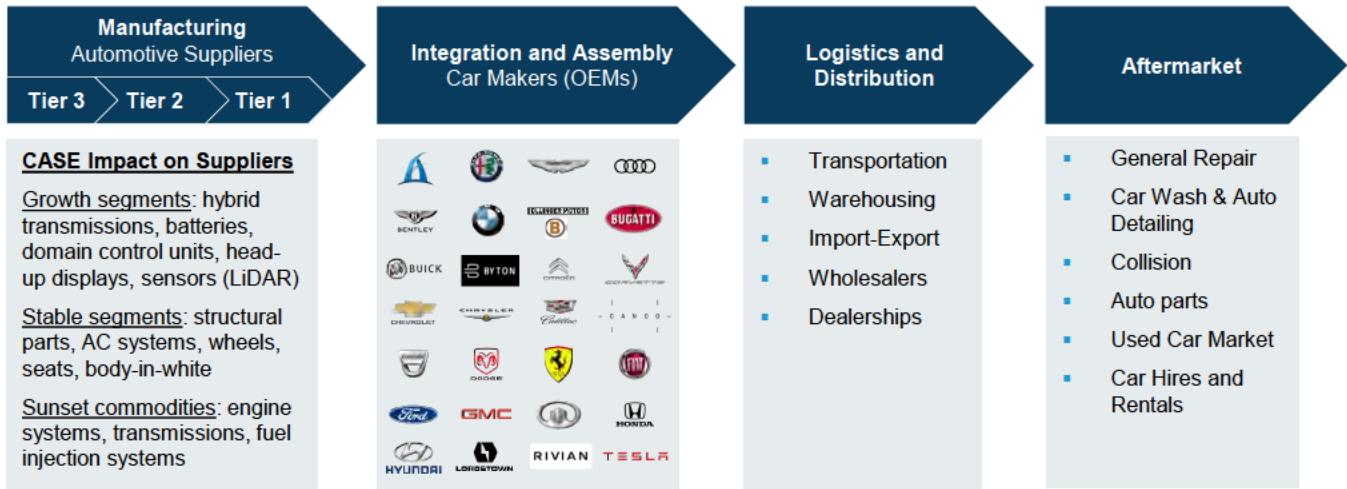 Manufacturing
Automotive Suppliers
Tier 3
Tier 2
Tier 1
CASE Impact on Suppliers
Growth segments: hybrid
transmissions, batteries,
domain control units, head-
up displays, sensors (LiDAR)
Stable segments: structural
parts, AC systems, wheels,
seats, body-in-white
Sunset commodities: engine
systems, transmissions, fuel
injection systems
Integration and Assembly
Car Makers (OEMs)
BENTLEY
BOLLINGER MOTORS
B
BUGATTI
BUICK
BYTON
CITROËN
CORVETTE
CHEVROLET
CHRYSLER
Cadillac
CANOO
DODGE
FIAT
Ford
GMC
HONDA
HYUNDAI
LORDSTOWN
RIVIAN
TESLA
Logistics and
Distribution
Transportation
Warehousing
Import-Export
Wholesalers
Dealerships
Aftermarket
General Repair
Car Wash & Auto
Detailing
Collision
Auto parts
Used Car Market
Car Hires and
Rentals